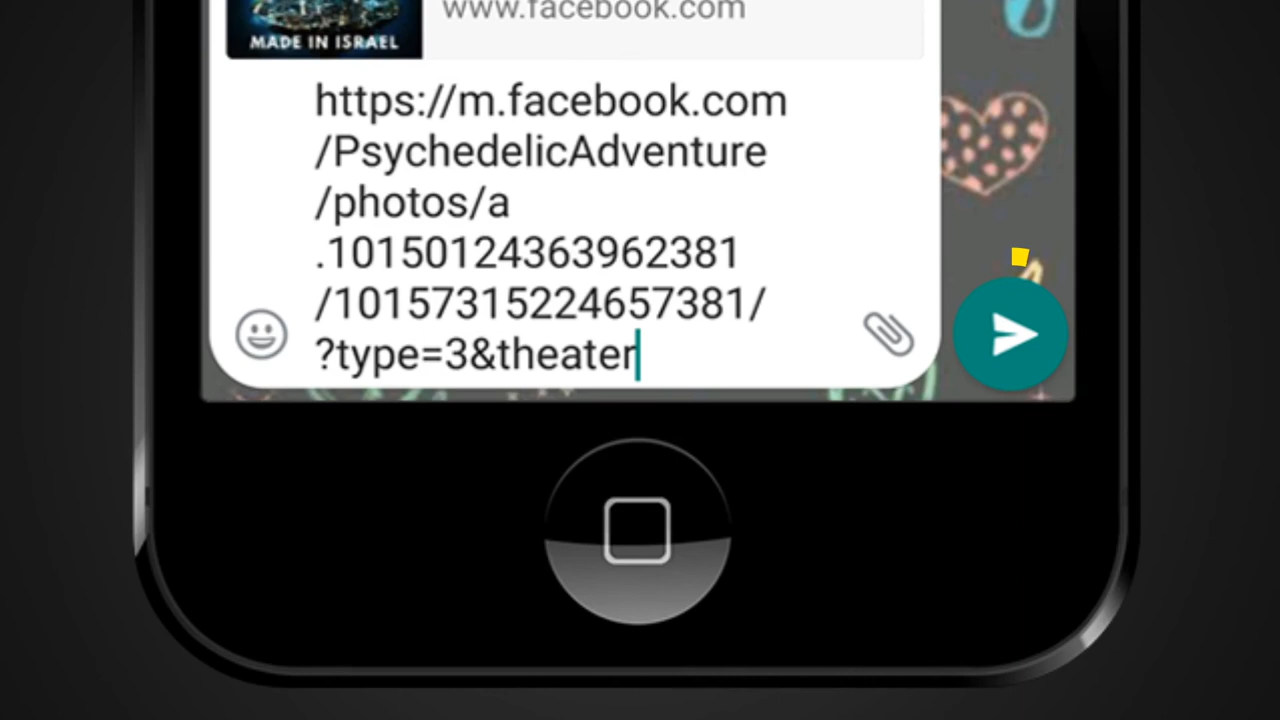 www.facebook.com
MADE IN ISRAEL
https://m.facebook.com
/PsychedelicAdventure
/photos/a
.10150124363962381
/10157315224657381/
?type=3&theater